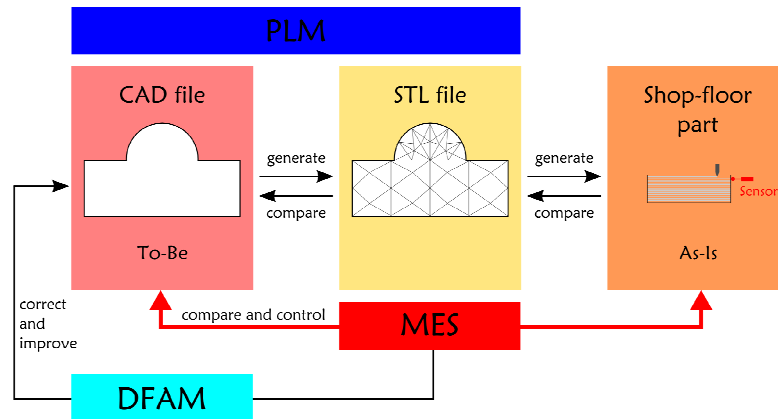 PLM
CAD file
STL file
Shop-floor
part
generate
compare
generate
compare
Sensor
To-Be
As-Is
correct
and
improve
compare and control
MES
DFAM